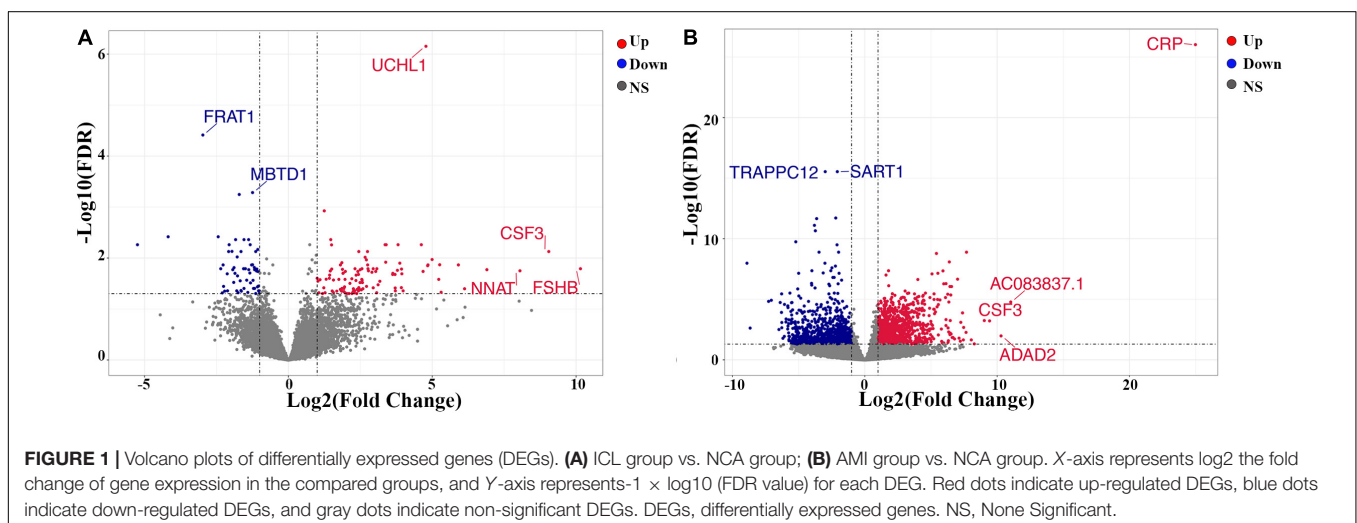 A
UCHL1
FRAT1
MBTD1
CSF3
NNAT
FSHB
Up
Down
NS
6
4
2
0
-Log10(FDR)
-5
0
5
10
Log2(Fold Change)
B
CRP
TRAPPC12
SART1
AC083837.1
CSF3
ADAD2
Up
Down
NS
20
10
0
-Log10(FDR)
-10
0
10
20
Log2(Fold Change)
FIGURE 1 | Volcano plots of differentially expressed genes (DEGs). (A) ICL group vs. NCA group; (B) AMI group vs. NCA group. X-axis represents log2 the fold
change of gene expression in the compared groups, and Y-axis represents-1 × log10 (FDR value) for each DEG. Red dots indicate up-regulated DEGs, blue dots
indicate down-regulated DEGs, and gray dots indicate non-significant DEGs. DEGs, differentially expressed genes. NS, None Significant.